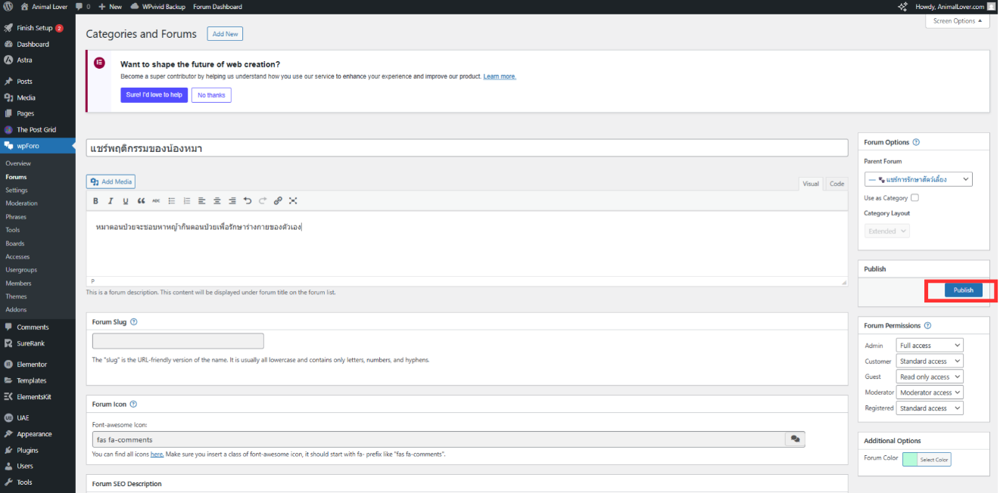 Animal Lover 0 + New WPvivid Backup Forum Dashboard Howdy, AnimalLover.com
Screen Options
Finish Setup 2
Dashboard
Astra
Posts
Media
Pages
The Post Grid
wpForo
Overview
Forums
Settings
Moderation
Phrases
Tools
Boards
Accesses
Usergroups
Members
Themes
Addons
Comments
SureRank
Elementor
Templates
ElementsKit
UAE
Appearance
Plugins
Users
Tools
Categories and Forums Add New
Want to shape the future of web creation?
Become a super contributor by helping us understand how you use our service to enhance your experience and improve our product. Learn more.
Sure! I'd love to help No thanks
แชร์พฤติกรรมของน้องหมา
Add Media Visual Code
B I U ABC
หมาตอนป่วยจะชอบหาหญ้ากินตอนป่วยเพื่อรักษาร่างกายของตัวเอง
P
This is a forum description. This content will be displayed under forum title on the forum list.
Forum Slug ?
The "slug" is the URL-friendly version of the name. It is usually all lowercase and contains only letters, numbers, and hyphens.
Forum Icon ?
Font-awesome Icon:
fas fa-comments
You can find all icons here. Make sure you insert a class of font-awesome icon, it should start with fa- prefix like "fas fa-comments".
Forum SEO Description
Forum Options ?
Parent Forum
— 🐾 แชร์การรักษาสัตว์เลี้ยง
Use as Category
Category Layout
Extended
Publish
Publish
Forum Permissions ?
Admin Full access
Customer Standard access
Guest Read only access
Moderator Moderator access
Registered Standard access
Additional Options
Forum Color Select Color